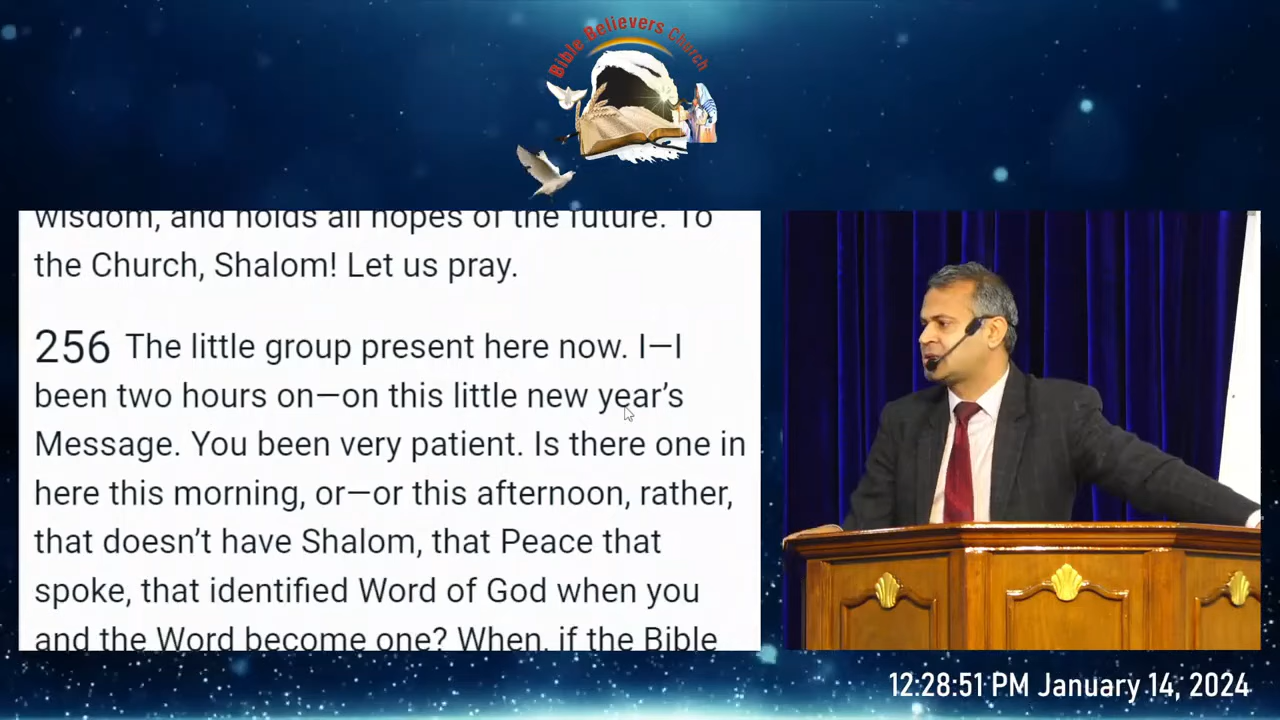 Bible Believers Church
wisdom, and holds all hopes of the future. To
the Church, Shalom! Let us pray.
256 The little group present here now. I—I
been two hours on—on this little new year’s
Message. You been very patient. Is there one in
here this morning, or—or this afternoon, rather,
that doesn’t have Shalom, that Peace that
spoke, that identified Word of God when you
and the Word become one? When, if the Bible
12:28:51 PM January 14, 2024